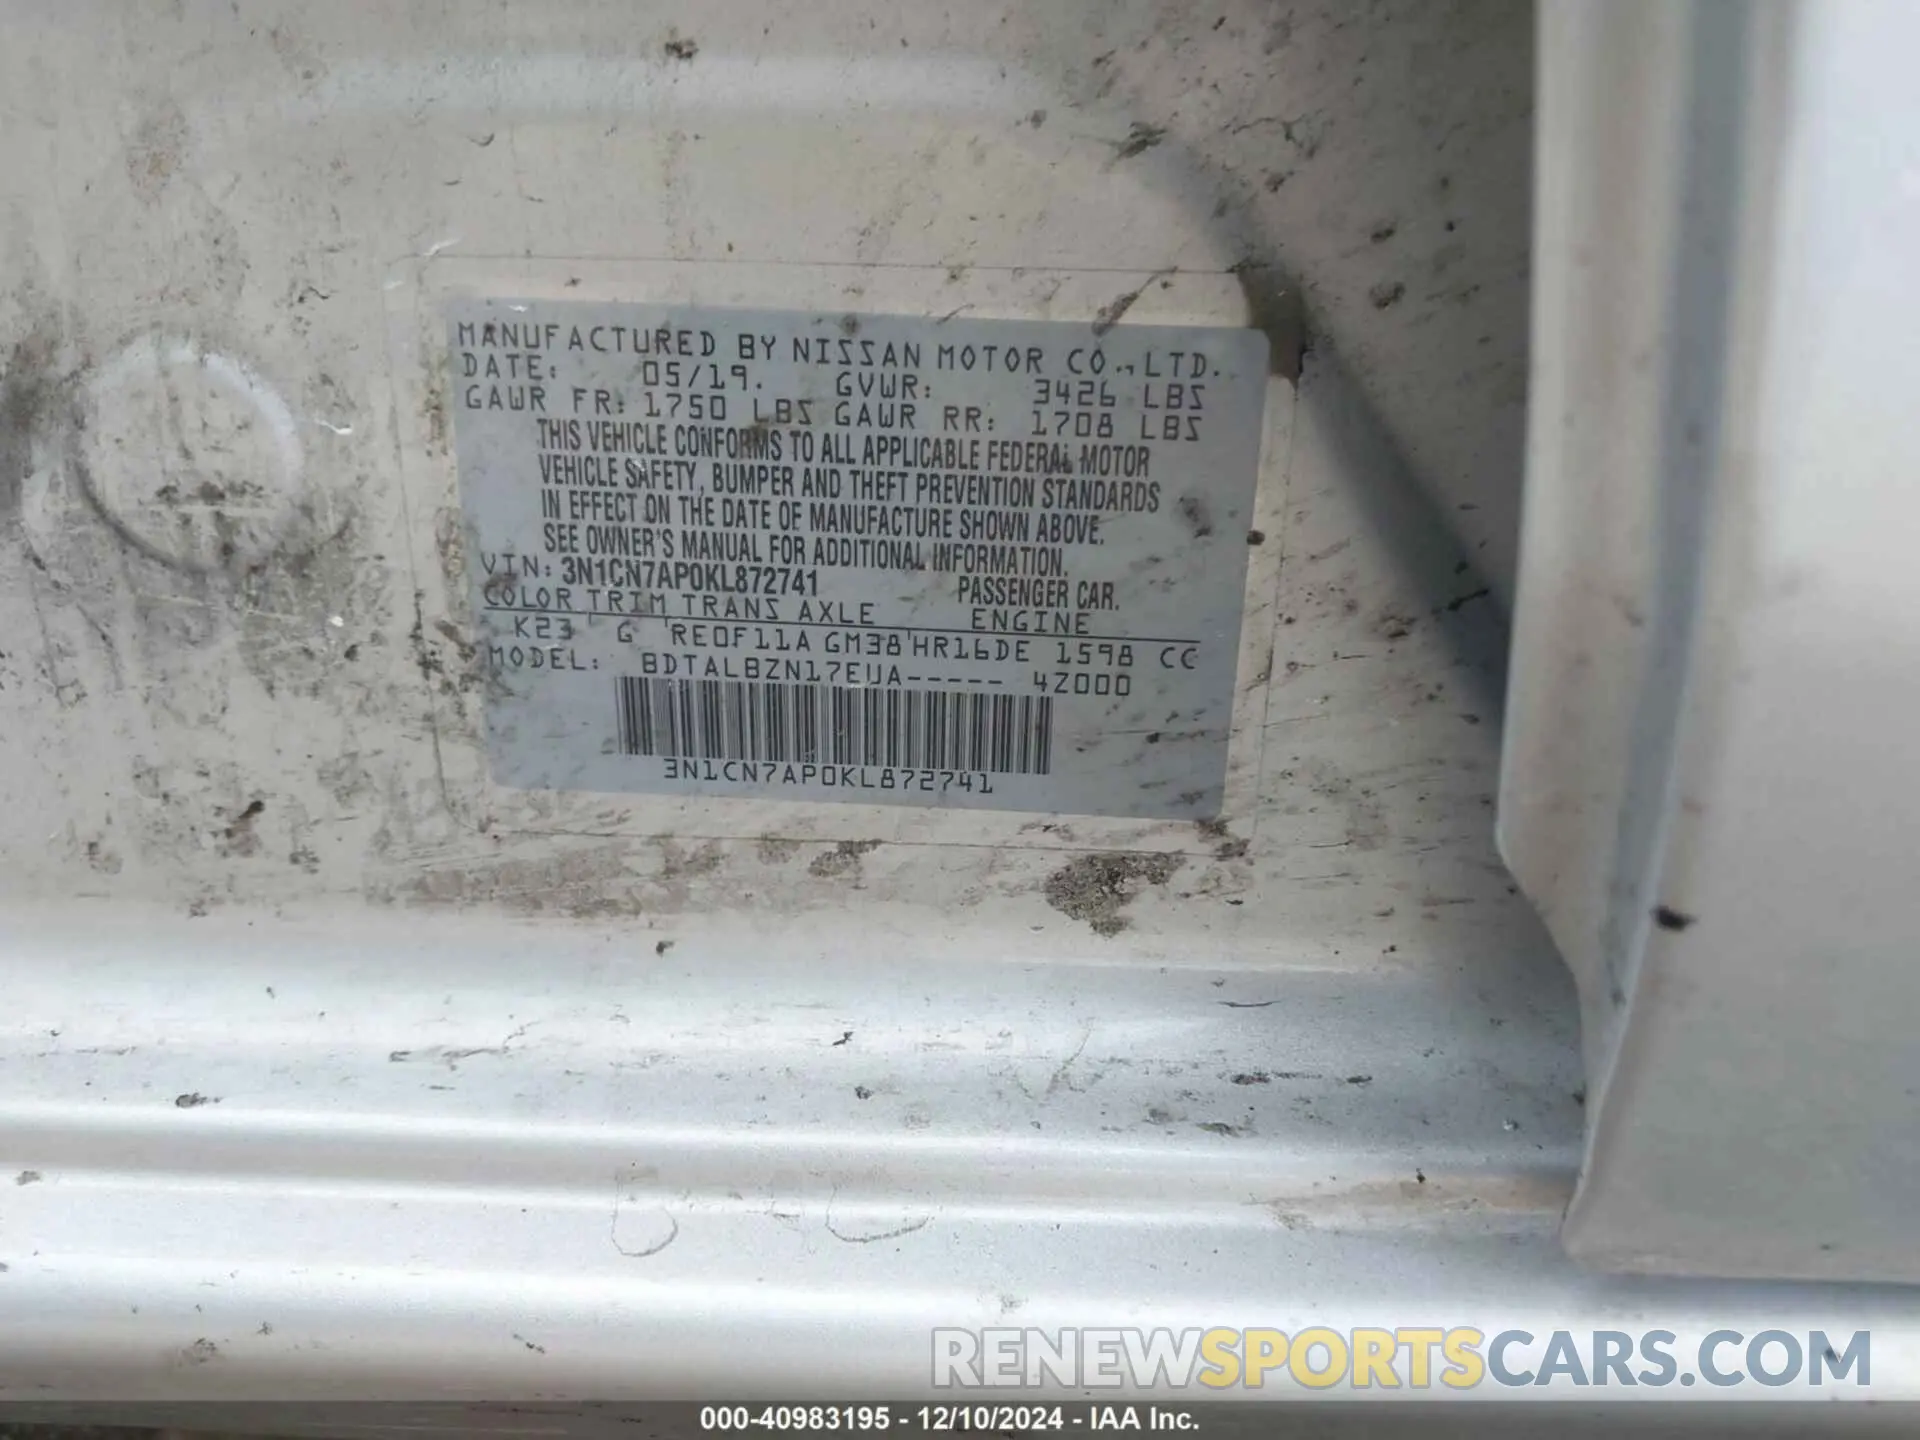 MANUFACTURED BY NISSAN MOTOR CO., LTD.
DATE: 05/19. GVWR: 3426 LBS
GAWR FR: 1750 LBS GAWR RR: 1708 LBS
THIS VEHICLE CONFORMS TO ALL APPLICABLE FEDERAL MOTOR
VEHICLE SAFETY, BUMPER AND THEFT PREVENTION STANDARDS
IN EFFECT ON THE DATE OF MANUFACTURE SHOWN ABOVE.
SEE OWNER'S MANUAL FOR ADDITIONAL INFORMATION.
VIN: 3N1CN7AP0KL872741 PASSENGER CAR.
COLOR TRIM TRANS AXLE ENGINE
K23 G RE0F11A GM38 HR16DE 1598 CC
MODEL: BDTALBZN17EUA----- 4Z000
3N1CN7AP0KL872741
RENEWSPORTSCARS.COM
000-40983195 - 12/10/2024 - IAA Inc.